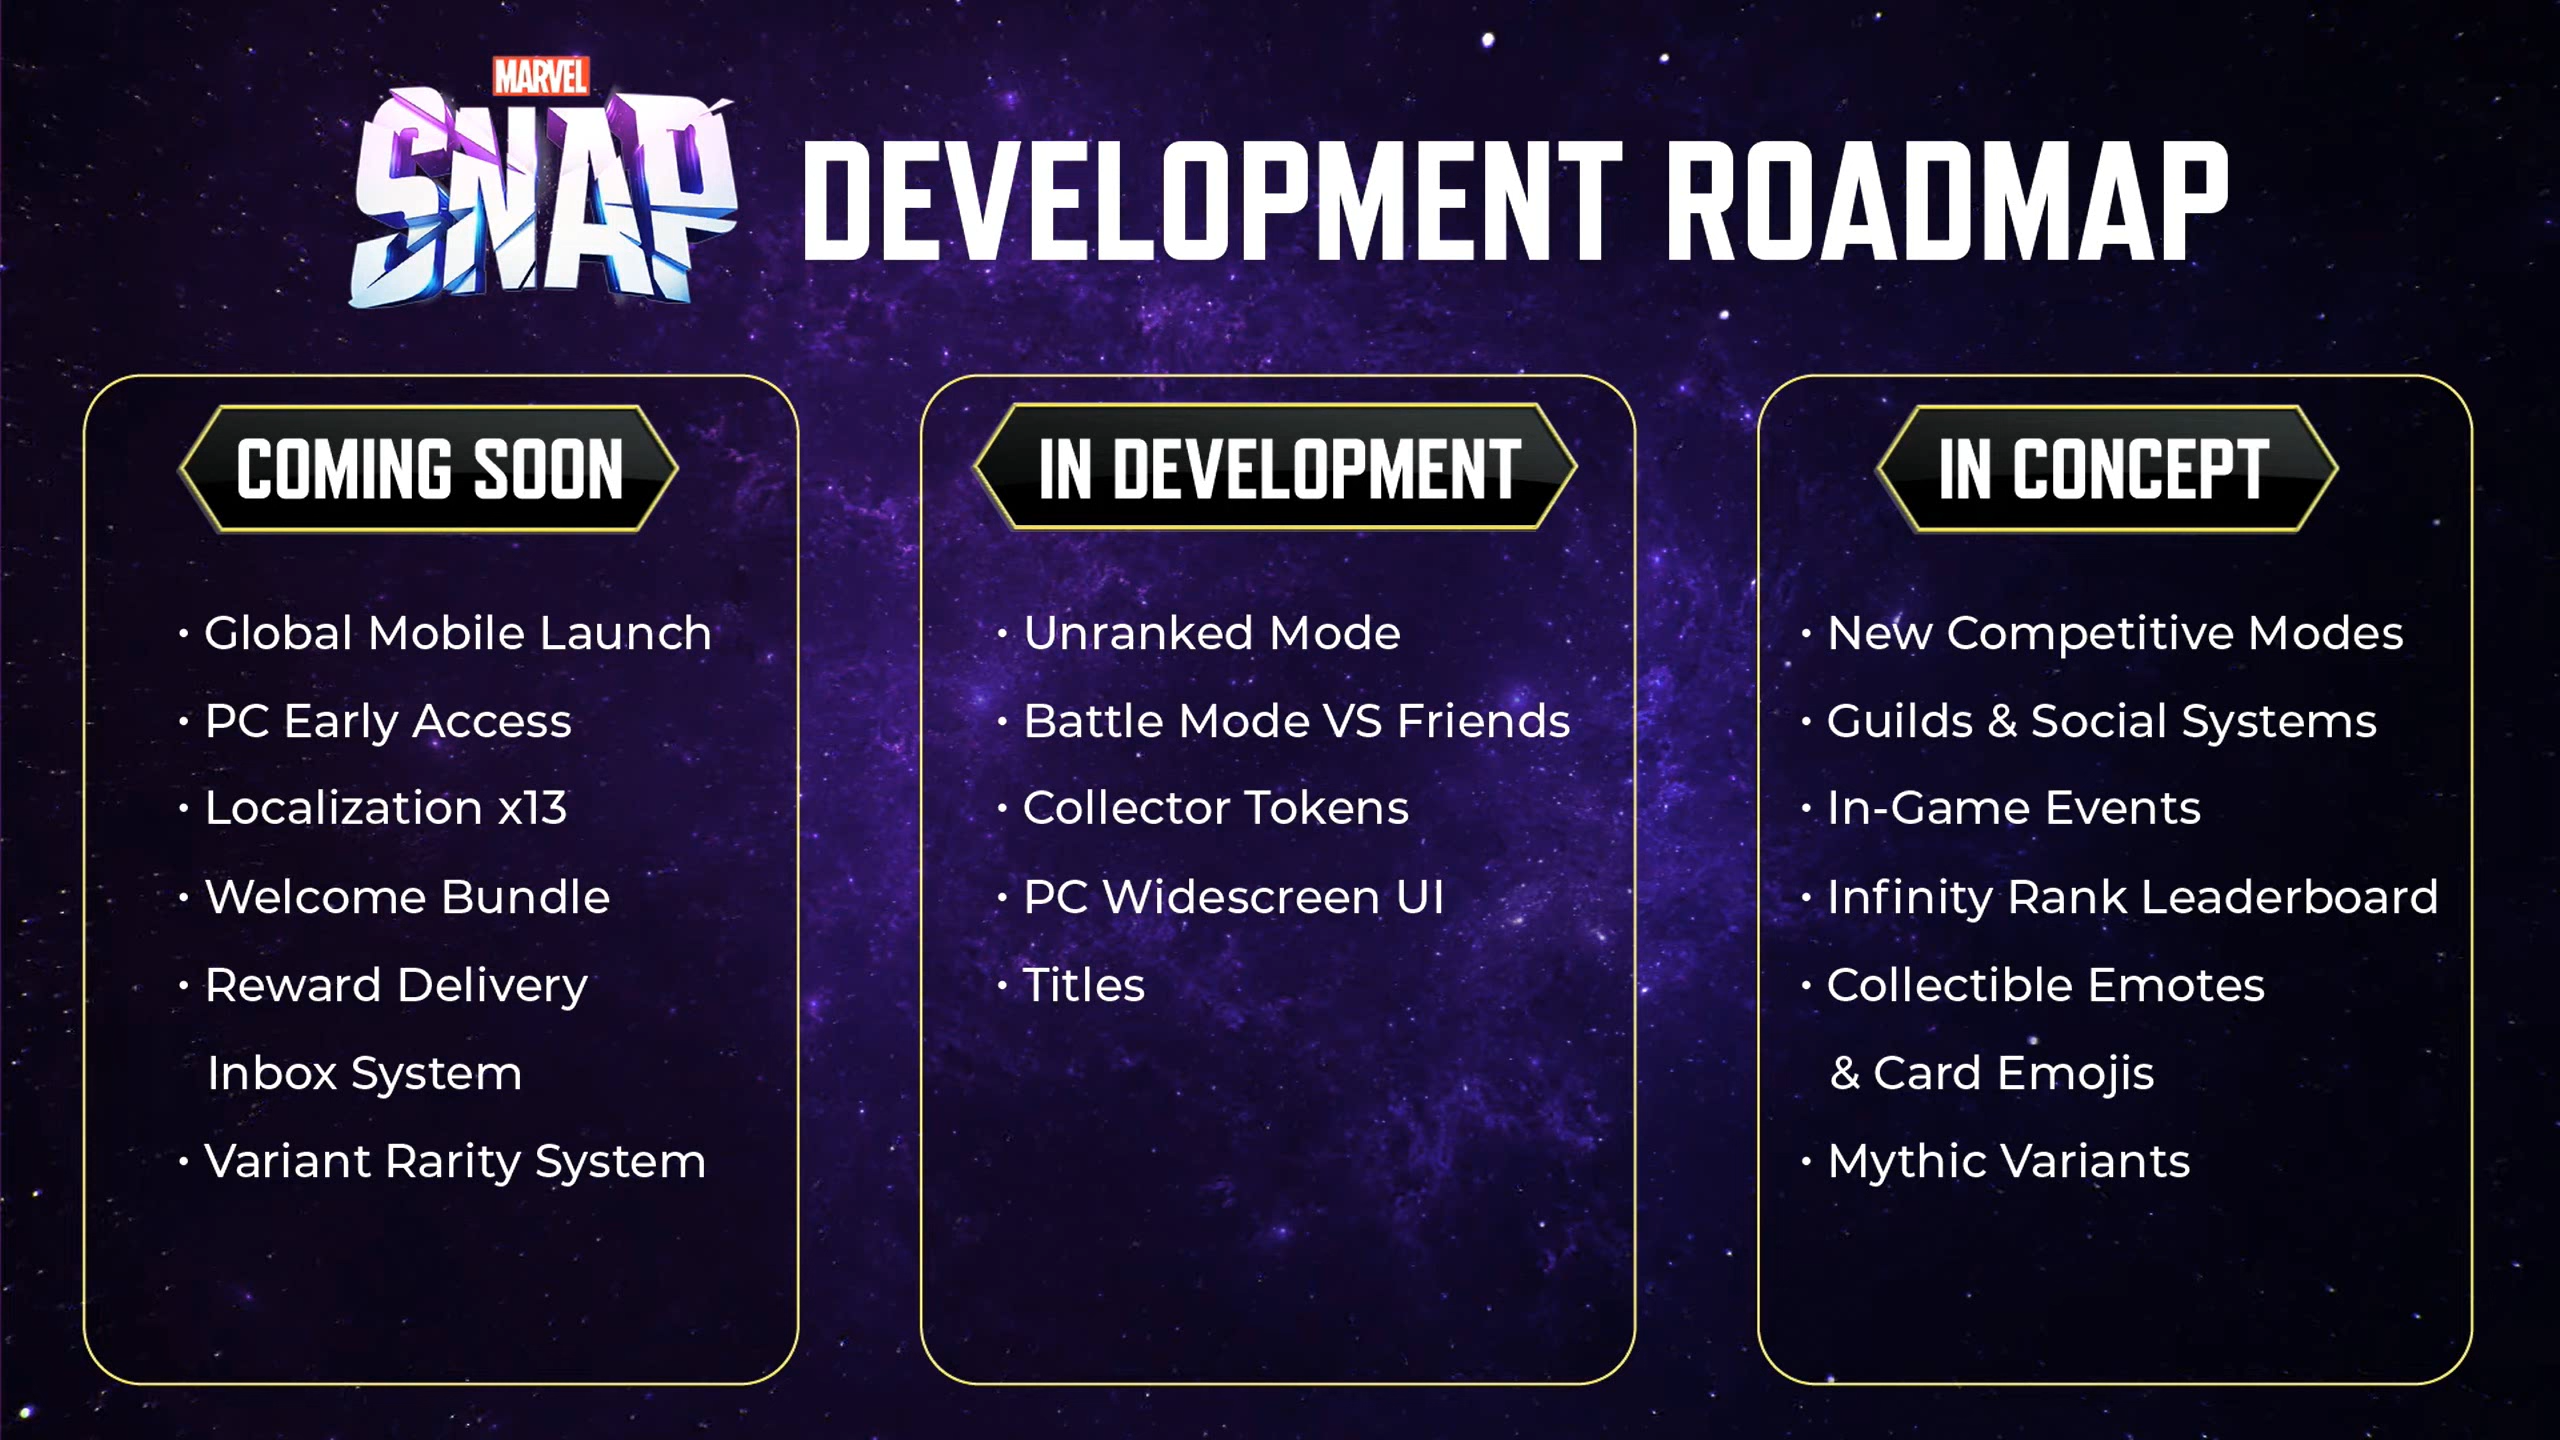 MARVEL
SNAP
DEVELOPMENT ROADMAP
COMING SOON
• Global Mobile Launch
• PC Early Access
• Localization x13
• Welcome Bundle
• Reward Delivery
Inbox System
• Variant Rarity System
IN DEVELOPMENT
• Unranked Mode
• Battle Mode VS Friends
• Collector Tokens
• PC Widescreen UI
• Titles
IN CONCEPT
• New Competitive Modes
• Guilds & Social Systems
• In-Game Events
• Infinity Rank Leaderboard
• Collectible Emotes
& Card Emojis
• Mythic Variants